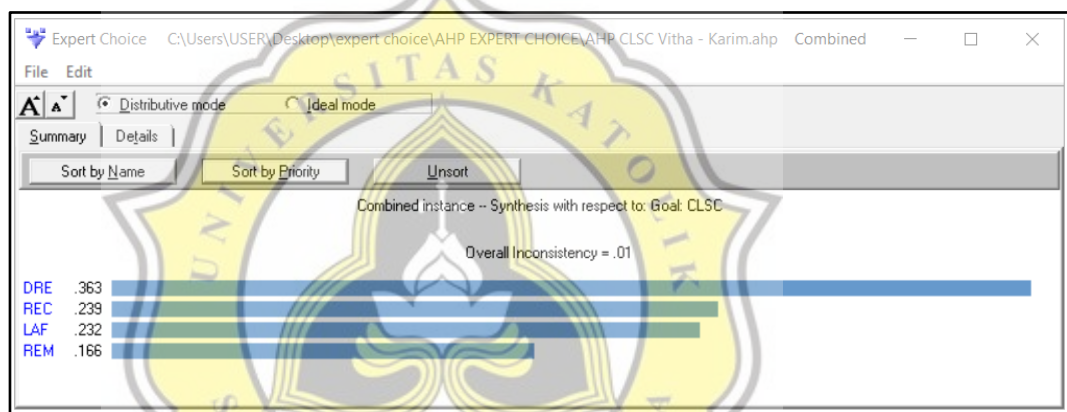 Expert Choice C:\Users\USER\Desktop\expert choice\AHP EXPERT CHOICE\AHP CLSC Vitha - Karim.ahp Combined
File Edit
A A Distributive mode Ideal mode
Summary Details
Sort by Name Sort by Priority Unsort
Combined instance -- Synthesis with respect to: Goal: CLSC
Overall Inconsistency = .01
DRE .363
REC .239
LAF .232
REM .166
UNIVERSITAS KATOLIK